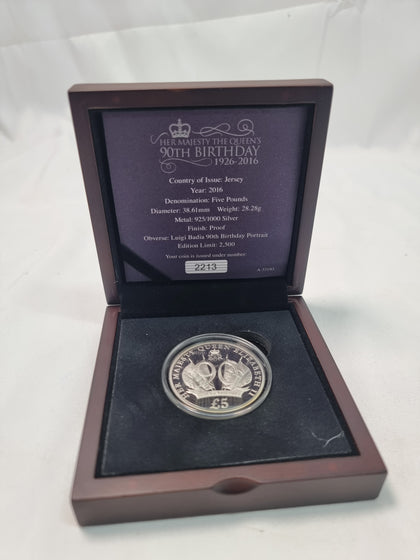 HER MAJESTY THE QUEEN'S
90TH BIRTHDAY
1926-2016
Country of Issue: Jersey
Year: 2016
Denomination: Five Pounds
Diameter: 38.61mm Weight: 28.28g
Metal: 925/1000 Silver
Finish: Proof
Obverse: Luigi Badia 90th Birthday Portrait
Edition Limit: 2,500
Your coin is issued under number:
2213
HER MAJESTY QUEEN ELIZABETH II
90
£5